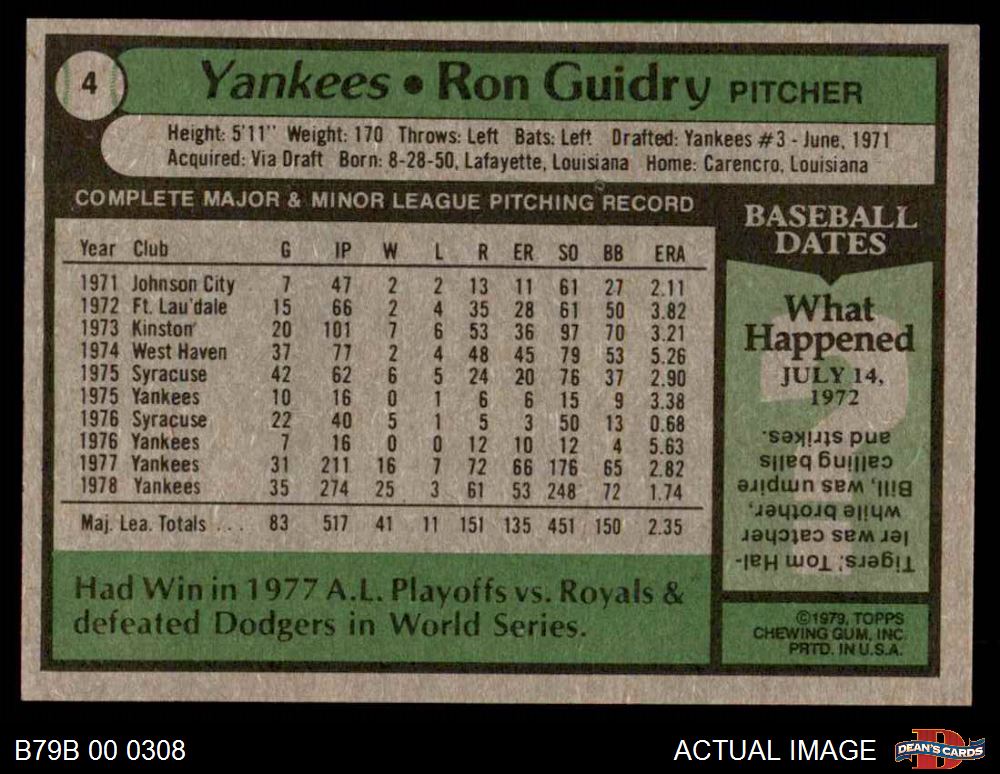 4
Yankees • Ron Guidry PITCHER
Height: 5'11" Weight: 170 Throws: Left Bats: Left Drafted: Yankees #3 - June, 1971
Acquired: Via Draft Born: 8-28-50, Lafayette, Louisiana Home: Carencro, Louisiana
COMPLETE MAJOR & MINOR LEAGUE PITCHING RECORD
Year Club G IP W L R ER SO BB ERA
1971 Johnson City 7 47 2 2 13 11 61 27 2.11
1972 Ft. Lau'dale 15 66 2 4 35 28 61 50 3.82
1973 Kinston 20 101 7 6 53 36 97 70 3.21
1974 West Haven 37 77 2 4 48 45 79 53 5.26
1975 Syracuse 42 62 6 5 24 20 76 37 2.90
1975 Yankees 10 16 0 1 6 6 15 9 3.38
1976 Syracuse 22 40 5 1 5 3 50 13 0.68
1976 Yankees 7 16 0 0 12 10 12 4 5.63
1977 Yankees 31 211 16 7 72 66 176 65 2.82
1978 Yankees 35 274 25 3 61 53 248 72 1.74
Maj. Lea. Totals ... 83 517 41 11 151 135 451 150 2.35
Had Win in 1977 A.L. Playoffs vs. Royals &
defeated Dodgers in World Series.
BASEBALL
DATES
What
Happened
JULY 14,
1972
Tigers' Tom Hal-
ler was catcher
while brother,
Bill, was umpire
calling balls
and strikes.
©1979, TOPPS
CHEWING GUM, INC.
PRTD. IN U.S.A.
B79B 00 0308
ACTUAL IMAGE
D
DEAN'S CARDS